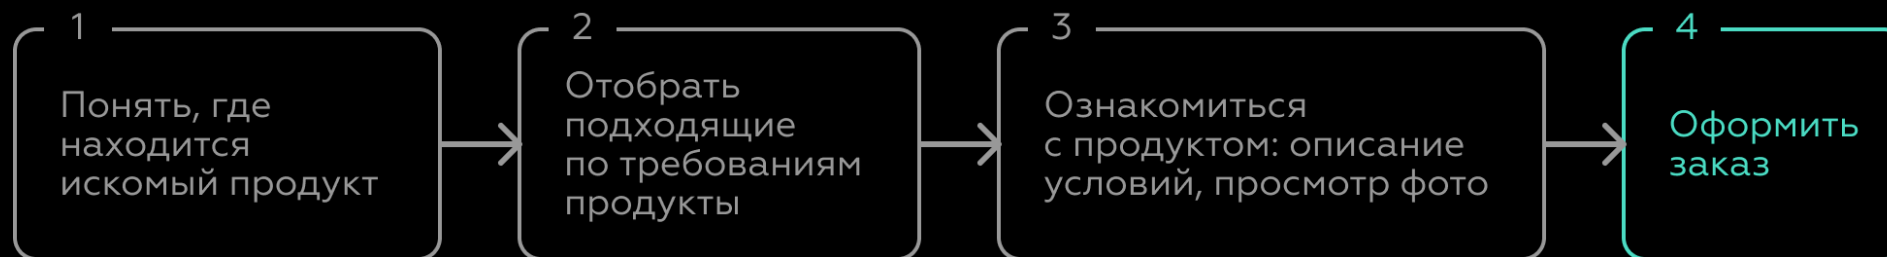 1
Понять, где
находится
искомый продукт
2
Отобрать
подходящие
по требованиям
продукты
3
Ознакомиться
с продуктом: описание
условий, просмотр фото
4
Оформить
заказ